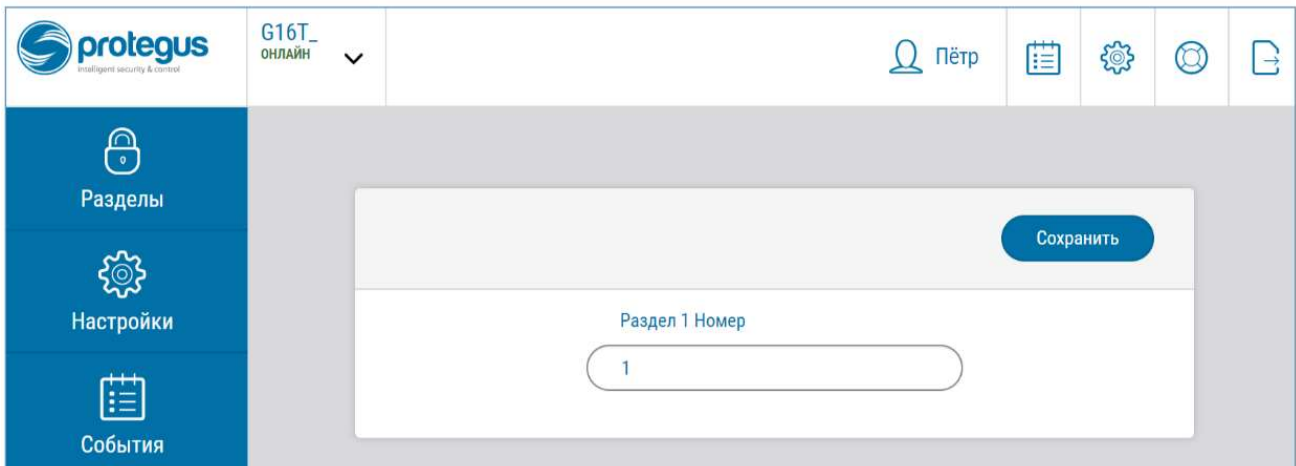 protegus
intelligent security & control
G16T_
ОНЛАЙН
Пётр
Разделы
Настройки
События
Сохранить
Раздел 1 Номер
1